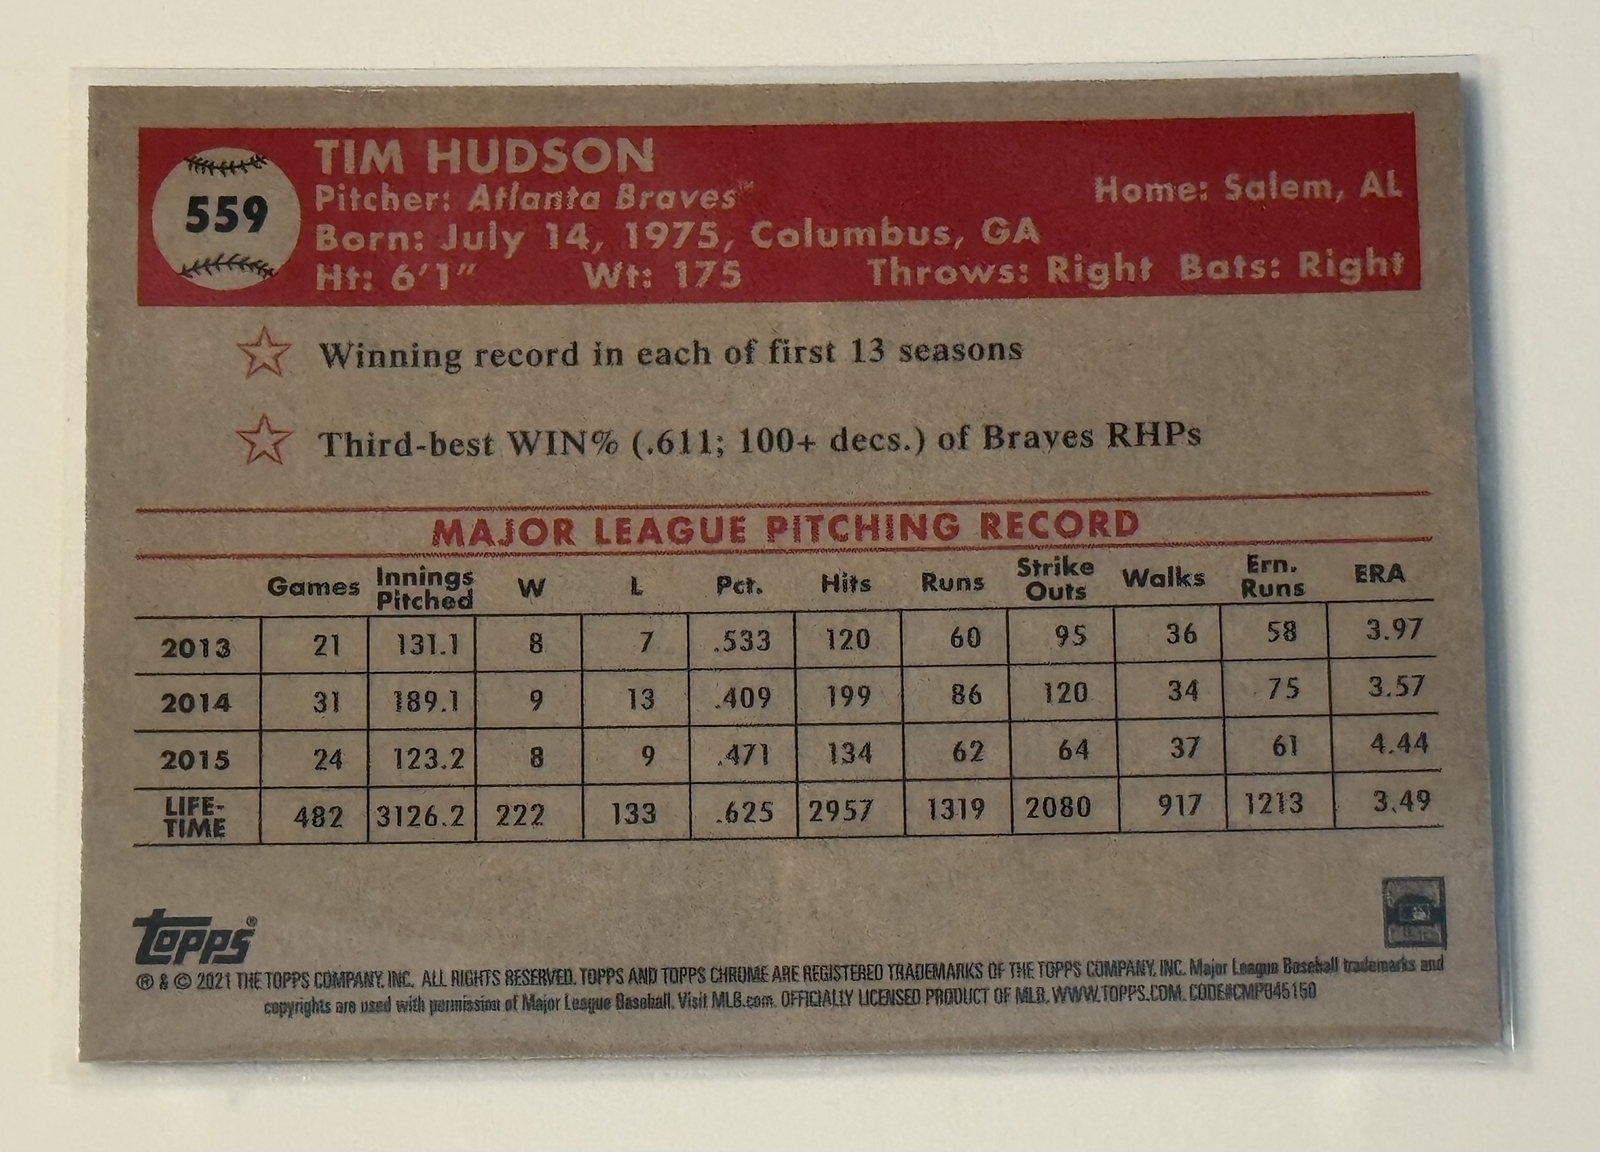 559
TIM HUDSON
Pitcher: Atlanta Braves™
Home: Salem, AL
Born: July 14, 1975, Columbus, GA
Ht: 6'1" Wt: 175 Throws: Right Bats: Right
Winning record in each of first 13 seasons
Third-best WIN% (.611; 100+ decs.) of Braves RHPs
MAJOR LEAGUE PITCHING RECORD
Games Innings Pitched W L Pct. Hits Runs Strike Outs Walks Ern. Runs ERA
2013 21 131.1 8 7 .533 120 60 95 36 58 3.97
2014 31 189.1 9 13 .409 199 86 120 34 75 3.57
2015 24 123.2 8 9 .471 134 62 64 37 61 4.44
LIFE-TIME 482 3126.2 222 133 .625 2957 1319 2080 917 1213 3.49
topps®
® & © 2021 THE TOPPS COMPANY, INC. ALL RIGHTS RESERVED. TOPPS AND TOPPS CHROME ARE REGISTERED TRADEMARKS OF THE TOPPS COMPANY, INC. Major League Baseball trademarks and
copyrights are used with permission of Major League Baseball. Visit MLB.com. OFFICIALLY LICENSED PRODUCT OF MLB. WWW.TOPPS.COM. CODE#CMP045150